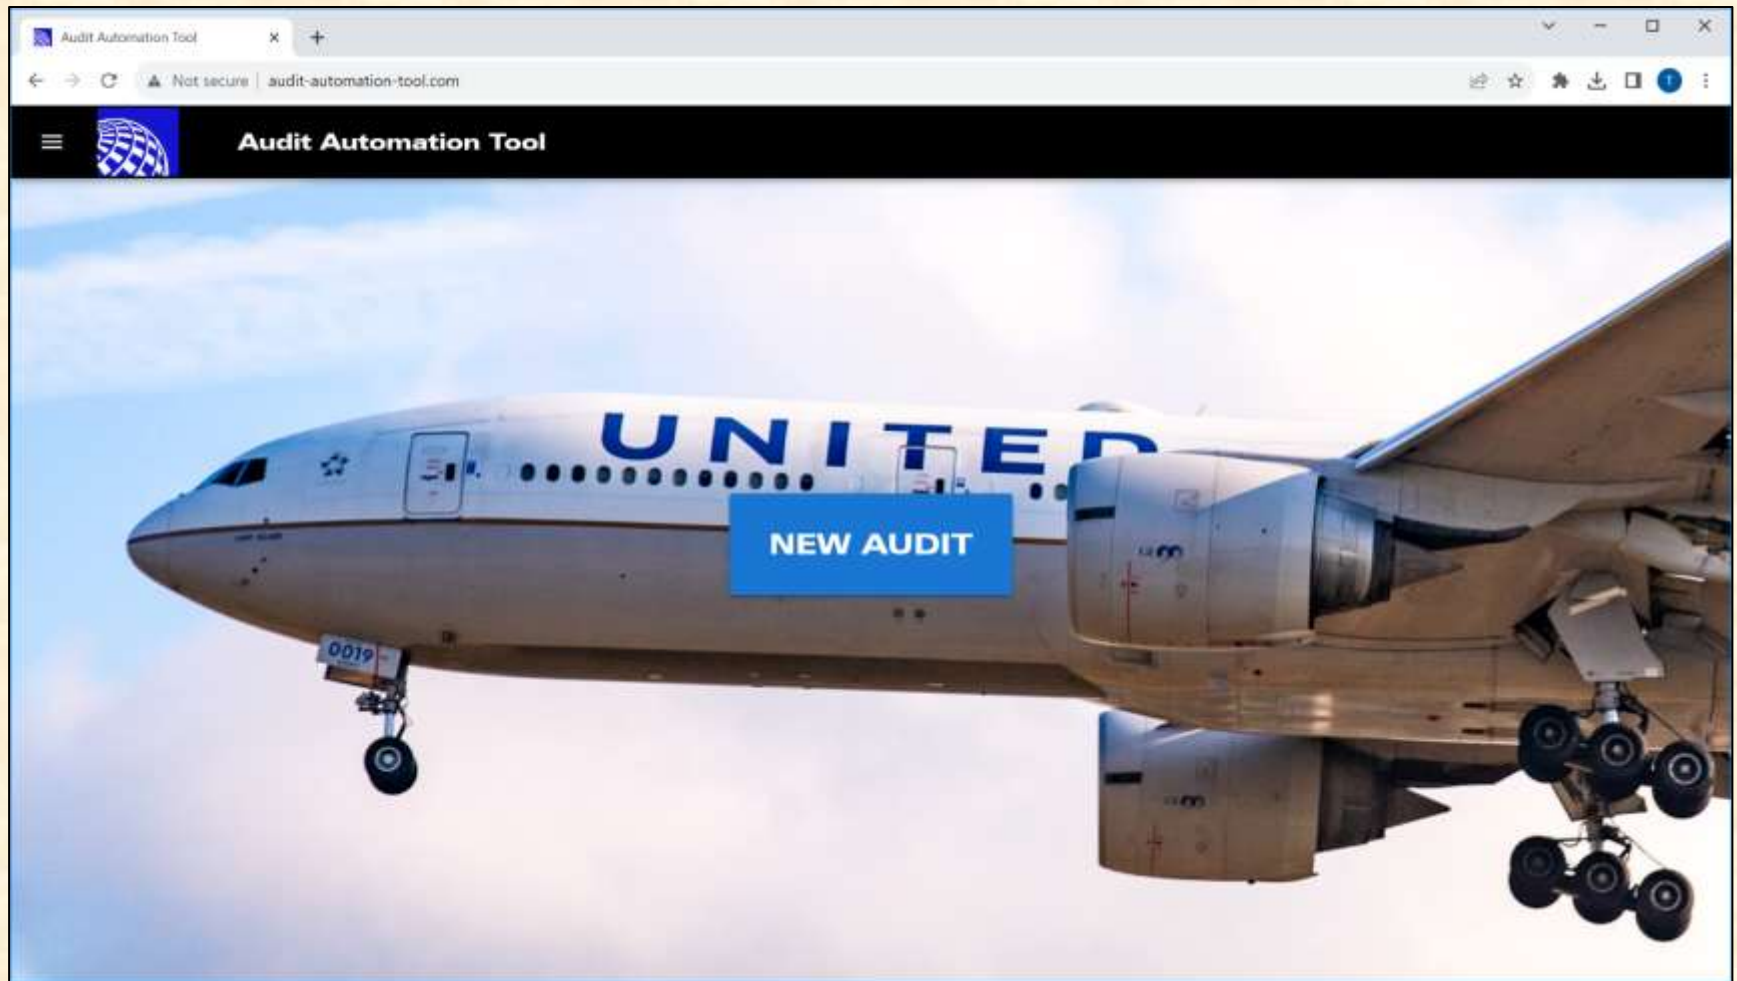 Audit Automation Tool
Not secure | audit-automation-tool.com
T
Audit Automation Tool
UNITED
NEW AUDIT
0019